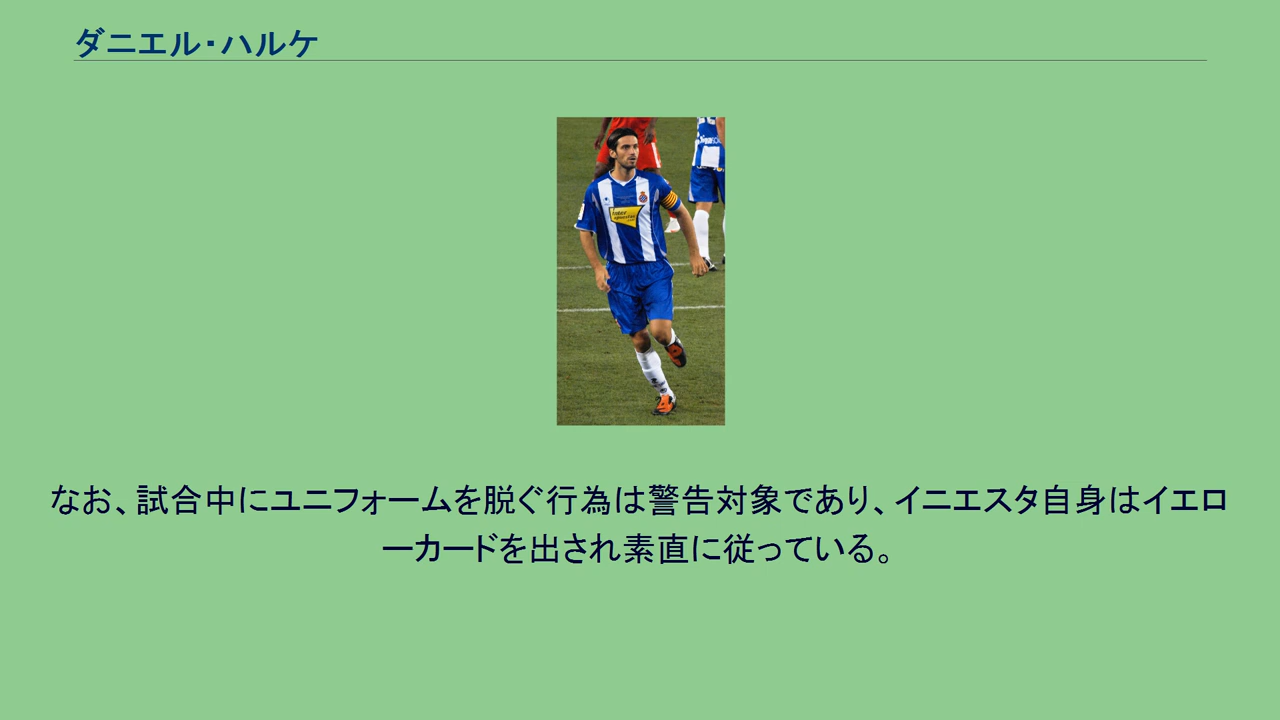 ダニエル・ハルケ
なお、試合中にユニフォームを脱ぐ行為は警告対象であり、イニエスタ自身はイエロ
ーカードを出され素直に従っている。